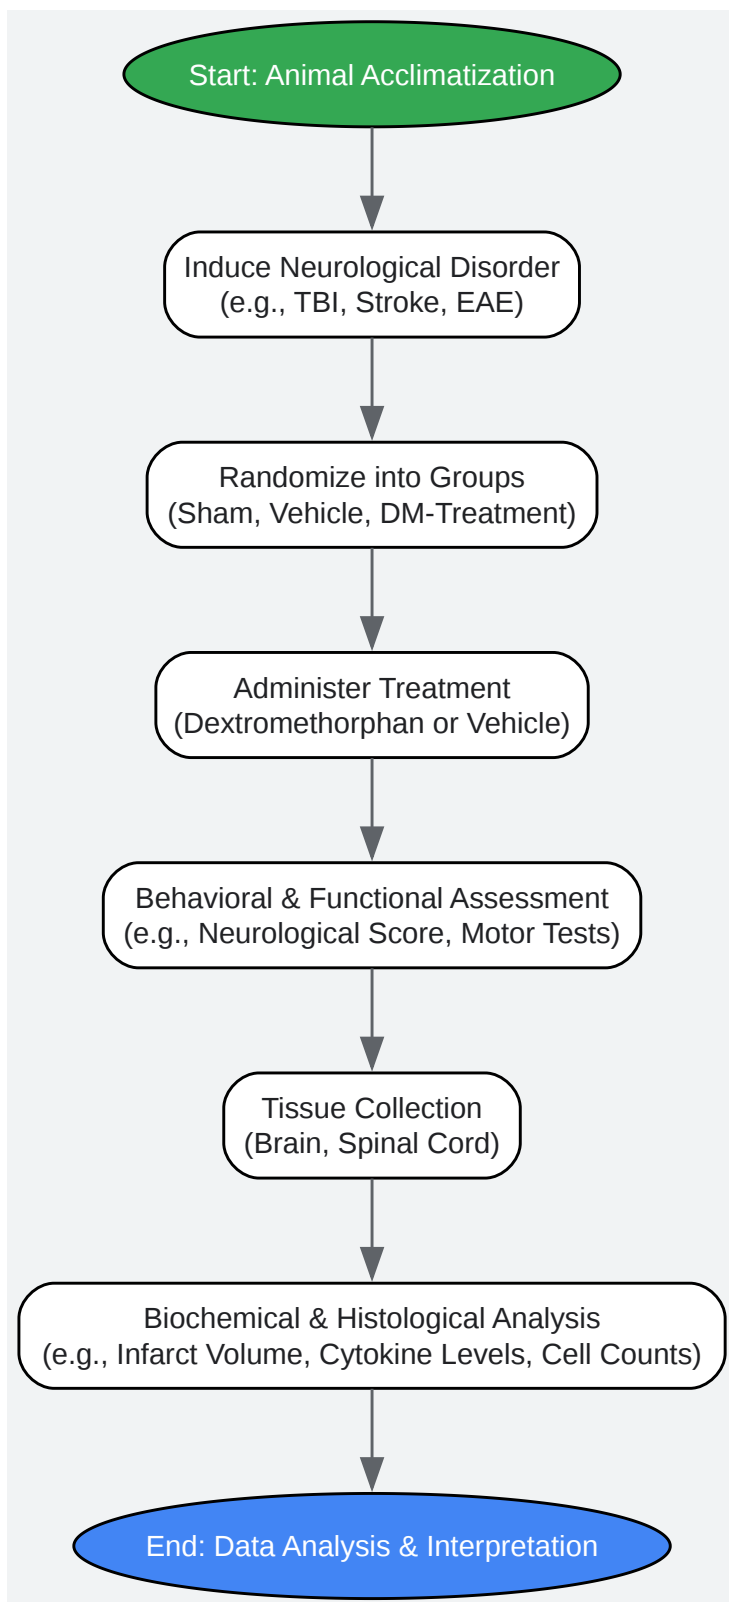 Start: Animal Acclimatization
Induce Neurological Disorder
(e.g., TBI, Stroke, EAE)
Randomize into Groups
(Sham, Vehicle, DM-Treatment)
Administer Treatment
(Dextromethorphan or Vehicle)
Behavioral & Functional Assessment
(e.g., Neurological Score, Motor Tests)
Tissue Collection
(Brain, Spinal Cord)
Biochemical & Histological Analysis
(e.g., Infarct Volume, Cytokine Levels, Cell Counts)
End: Data Analysis & Interpretation